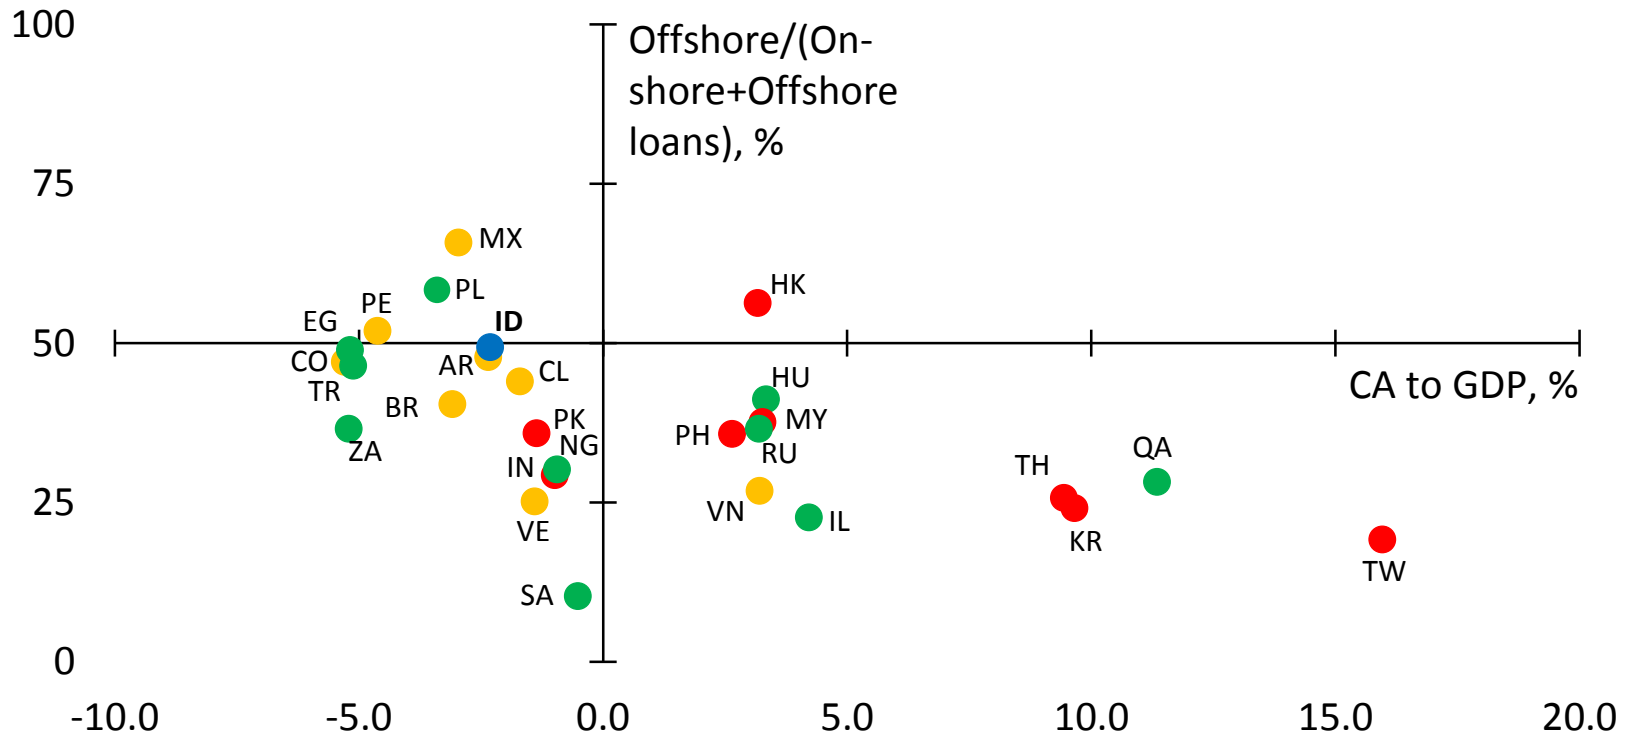 100
Offshore/(On-
shore+Offshore
loans), %
75
MX
HK
PL
PE
EG
ID
50
CO
AR
CL
HU
CA to GDP, %
TR
BR
PK
MY
PH
NG
ZA
RU
QA
IN
TH
25
VN
IL
VE
KR
TW
SA
0
-10.0
-5.0
0.0
5.0
10.0
15.0
20.0